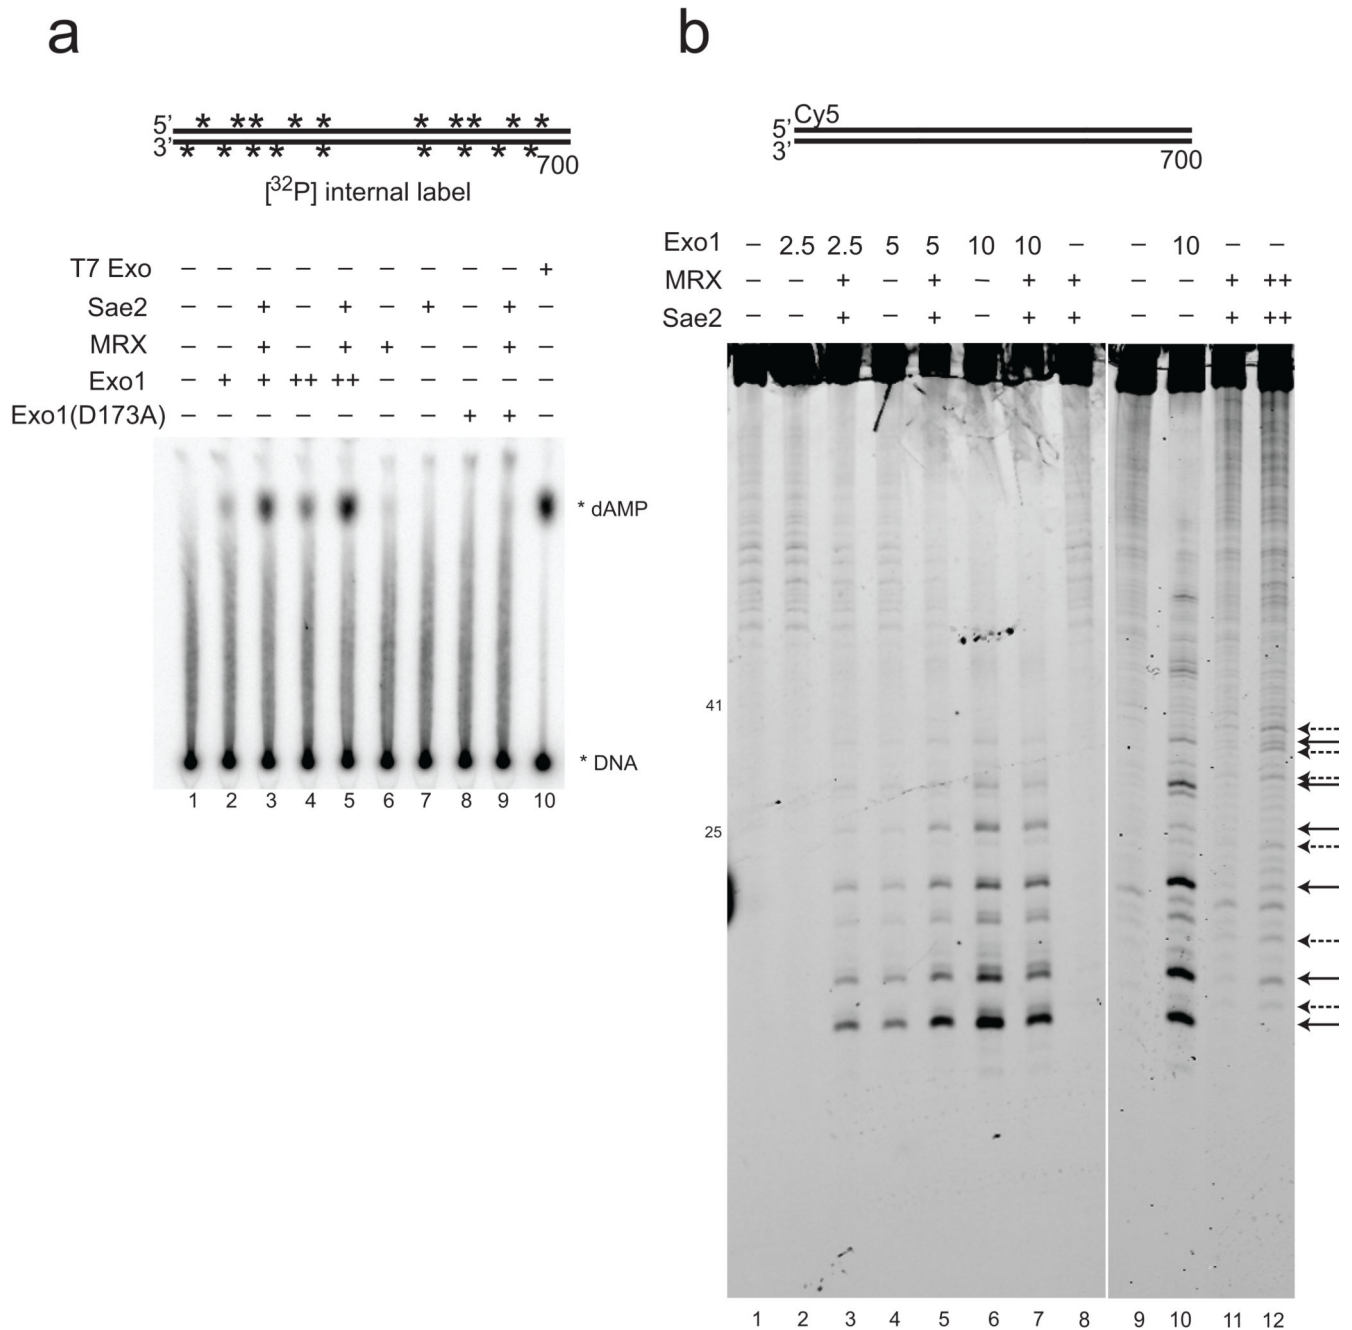 a
5' * ** * * * ** * *
3' * * ** * * * * *
700
[32P] internal label
T7 Exo – – – – – – – – – +
Sae2 – – + – + – + – + –
MRX – – + – + + – – + –
Exo1 – + + ++ ++ – – – – –
Exo1(D173A) – – – – – – – + + –
* dAMP
* DNA
1 2 3 4 5 6 7 8 9 10
b
5' Cy5
3'
700
Exo1 – 2.5 2.5 5 5 10 10 – – 10 – –
MRX – – + – + – + + – – + ++
Sae2 – – + – + – + + – – + ++
41
25
1 2 3 4 5 6 7 8 9 10 11 12